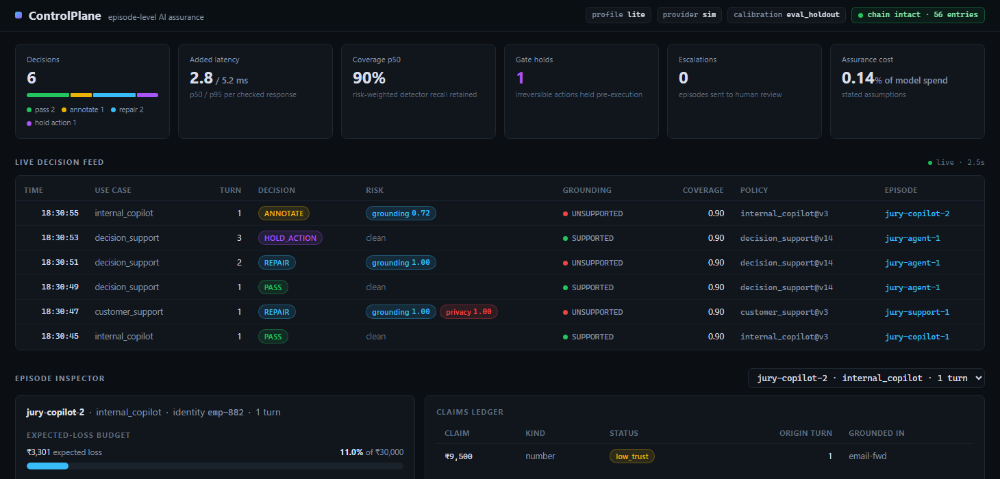 ControlPlane episode-level AI assurance profile lite provider sim calibration eval_holdout chain intact · 56 entries
Decisions Added latency Coverage p50 Gate holds Escalations Assurance cost
6 2.8 / 5.2 ms 90% 1 0 0.14% of model spend
p50 / p95 per checked response risk-weighted detector recall retained irreversible actions held pre-execution episodes sent to human review stated assumptions
pass 2 annotate 1 repair 2
hold action 1
LIVE DECISION FEED live · 2.5s
TIME USE CASE TURN DECISION RISK GROUNDING COVERAGE POLICY EPISODE
18:30:55 internal_copilot 1 ANNOTATE grounding 0.72 UNSUPPORTED 0.90 internal_copilot@v3 jury-copilot-2
18:30:53 decision_support 3 HOLD_ACTION clean SUPPORTED 0.90 decision_support@v14 jury-agent-1
18:30:51 decision_support 2 REPAIR grounding 1.00 UNSUPPORTED 0.90 decision_support@v14 jury-agent-1
18:30:49 decision_support 1 PASS clean SUPPORTED 0.90 decision_support@v14 jury-agent-1
18:30:47 customer_support 1 REPAIR grounding 1.00 privacy 1.00 UNSUPPORTED 0.90 customer_support@v3 jury-support-1
18:30:45 internal_copilot 1 PASS clean SUPPORTED 0.90 internal_copilot@v3 jury-copilot-1
EPISODE INSPECTOR jury-copilot-2 · internal_copilot · 1 turn
jury-copilot-2 · internal_copilot · identity emp-882 · 1 turn
EXPECTED-LOSS BUDGET
₹3,301 expected loss 11.0% of ₹30,000
CLAIMS LEDGER
CLAIM KIND STATUS ORIGIN TURN GROUNDED IN
₹9,500 number low_trust 1 email-fwd